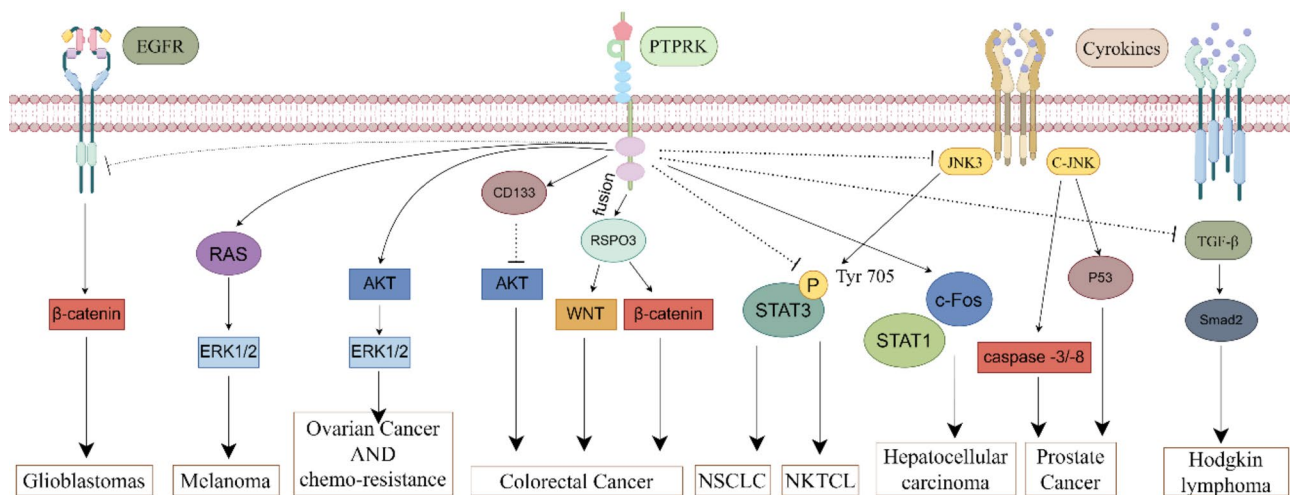 EGFR
PTPRK
Cyrokines
JNK3
C-JNK
CD133
fusion
RAS
RSPO3
TGF-β
AKT
AKT
P
Tyr 705
P53
c-Fos
β-catenin
WNT
β-catenin
STAT3
Smad2
STAT1
ERK1/2
ERK1/2
caspase -3/-8
Ovarian Cancer
AND
chemo-resistance
Glioblastomas
Melanoma
Colorectal Cancer
NSCLC
NKTCL
Hepatocellular
carcinoma
Prostate
Cancer
Hodgkin
lymphoma